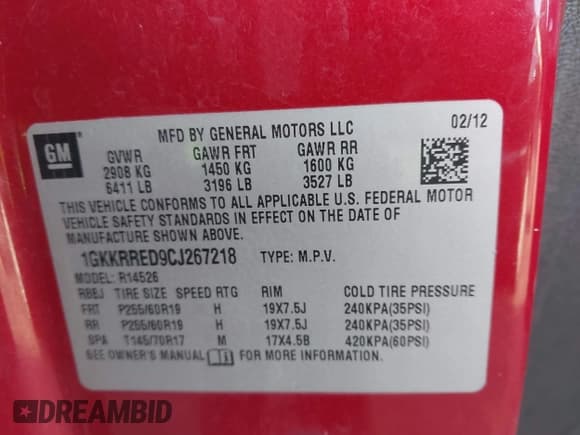 GM
MFD BY GENERAL MOTORS LLC 02/12
GVWR GAWR FRT GAWR RR
2908 KG 1450 KG 1600 KG
6411 LB 3196 LB 3527 LB
THIS VEHICLE CONFORMS TO ALL APPLICABLE U.S. FEDERAL MOTOR
VEHICLE SAFETY STANDARDS IN EFFECT ON THE DATE OF
MANUFACTURE SHOWN ABOVE.
1GKKRRED9CJ267218 TYPE: M.P.V.
MODEL: R14526
RBBJ TIRE SIZE SPEED RTG RIM COLD TIRE PRESSURE
FRT P255/60R19 H 19X7.5J 240KPA(35PSI)
RR P255/60R19 H 19X7.5J 240KPA(35PSI)
SPA T145/70R17 M 17X4.5B 420KPA(60PSI)
SEE OWNER'S MANUAL FOR MORE INFORMATION.
DREAMBID